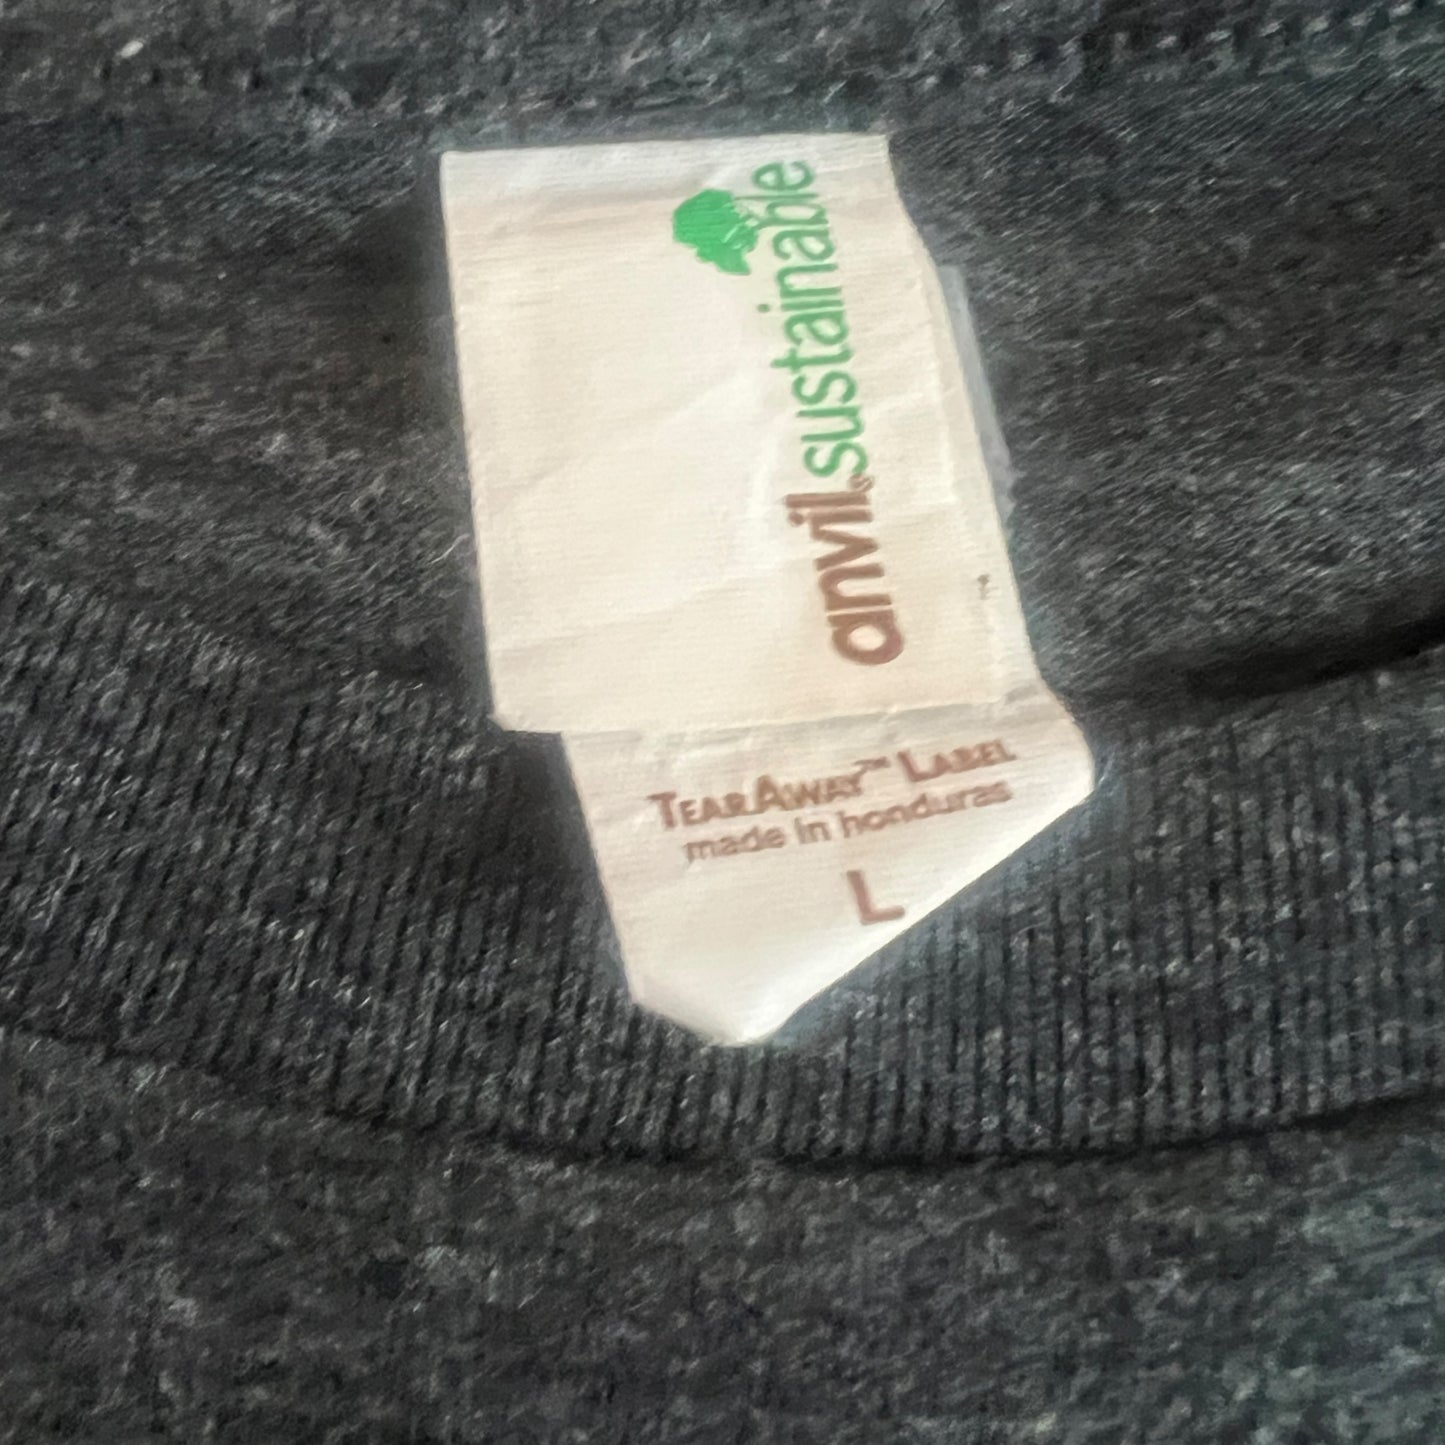 anvil® sustainable
TEARAWAY™ LABEL
made in honduras
L